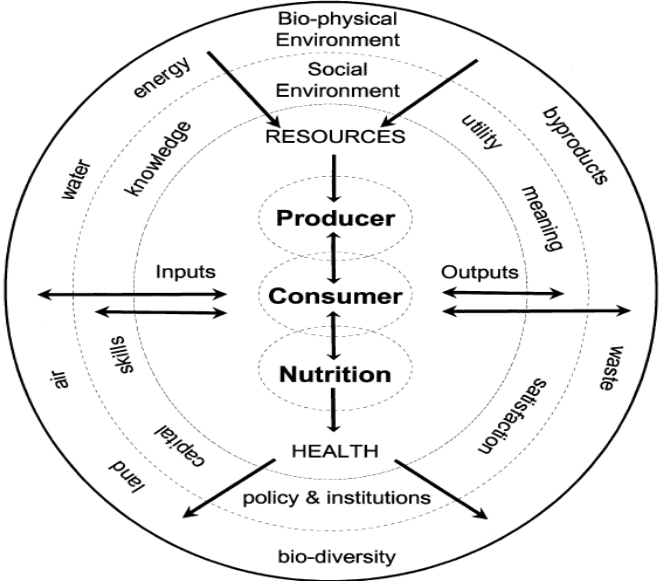 Bio-physical
Environment
Social
Environment
energy
knowledge
water
RESOURCES
utility
byproducts
meaning
Producer
Inputs
Outputs
Consumer
skills
air
Nutrition
waste
satisfaction
capital
land
HEALTH
policy & institutions
bio-diversity